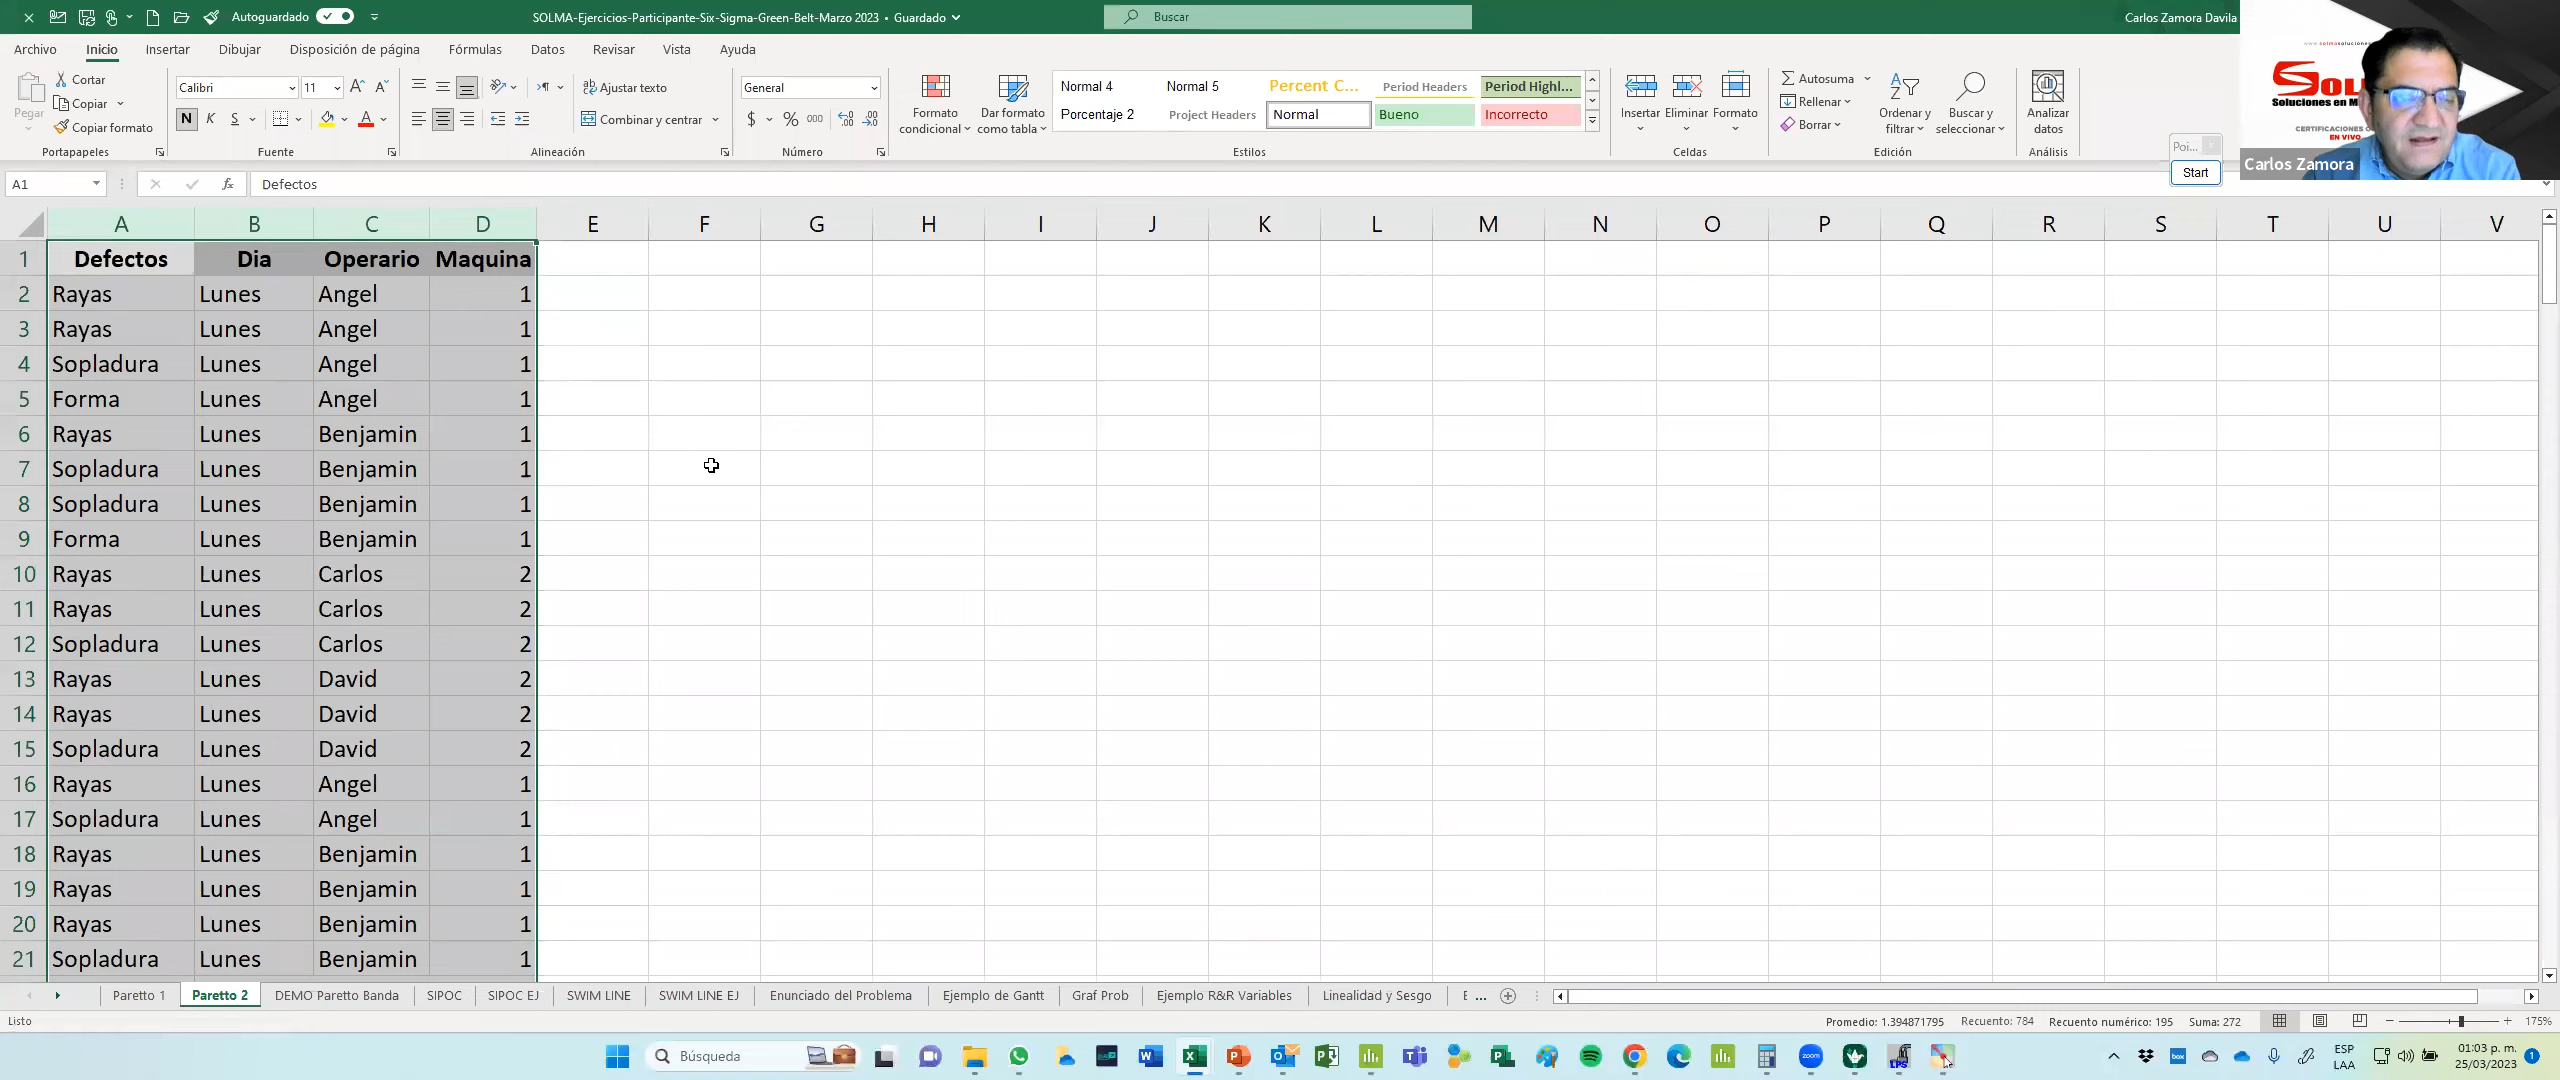 Autoguardado
SOLMA-Ejercicios-Participante-Six-Sigma-Green-Belt-Marzo 2023 • Guardado
Buscar
Carlos Zamora Davila
Archivo Inicio Insertar Dibujar Disposición de página Fórmulas Datos Revisar Vista Ayuda
Pegar
Cortar
Copiar
Copiar formato
Portapapeles
Calibri 11
N K S
Fuente
Ajustar texto
Combinar y centrar
Alineación
General
$ % 000
Número
Formato condicional
Dar formato como tabla
Normal 4 Normal 5 Percent C... Period Headers Period Highl...
Porcentaje 2 Project Headers Normal Bueno Incorrecto
Estilos
Insertar Eliminar Formato
Celdas
Autosuma
Rellenar
Borrar
Ordenar y filtrar
Buscar y seleccionar
Edición
Analizar datos
Análisis
Poi...
Start
Soluciones en M
CERTIFICACIONES
EN VIVO
Carlos Zamora
A1 fx Defectos
A B C D E F G H I J K L M N O P Q R S T U V
1 Defectos Dia Operario Maquina
2 Rayas Lunes Angel 1
3 Rayas Lunes Angel 1
4 Sopladura Lunes Angel 1
5 Forma Lunes Angel 1
6 Rayas Lunes Benjamin 1
7 Sopladura Lunes Benjamin 1
8 Sopladura Lunes Benjamin 1
9 Forma Lunes Benjamin 1
10 Rayas Lunes Carlos 2
11 Rayas Lunes Carlos 2
12 Sopladura Lunes Carlos 2
13 Rayas Lunes David 2
14 Rayas Lunes David 2
15 Sopladura Lunes David 2
16 Rayas Lunes Angel 1
17 Sopladura Lunes Angel 1
18 Rayas Lunes Benjamin 1
19 Rayas Lunes Benjamin 1
20 Rayas Lunes Benjamin 1
21 Sopladura Lunes Benjamin 1
Paretto 1 Paretto 2 DEMO Paretto Banda SIPOC SIPOC EJ SWIM LINE SWIM LINE EJ Enunciado del Problema Ejemplo de Gantt Graf Prob Ejemplo R&R Variables Linealidad y Sesgo ...
Listo
Promedio: 1.394871795 Recuento: 784 Recuento numérico: 195 Suma: 272 175%
Búsqueda
zoom
box
ESP
LAA
01:03 p. m.
25/03/2023
1